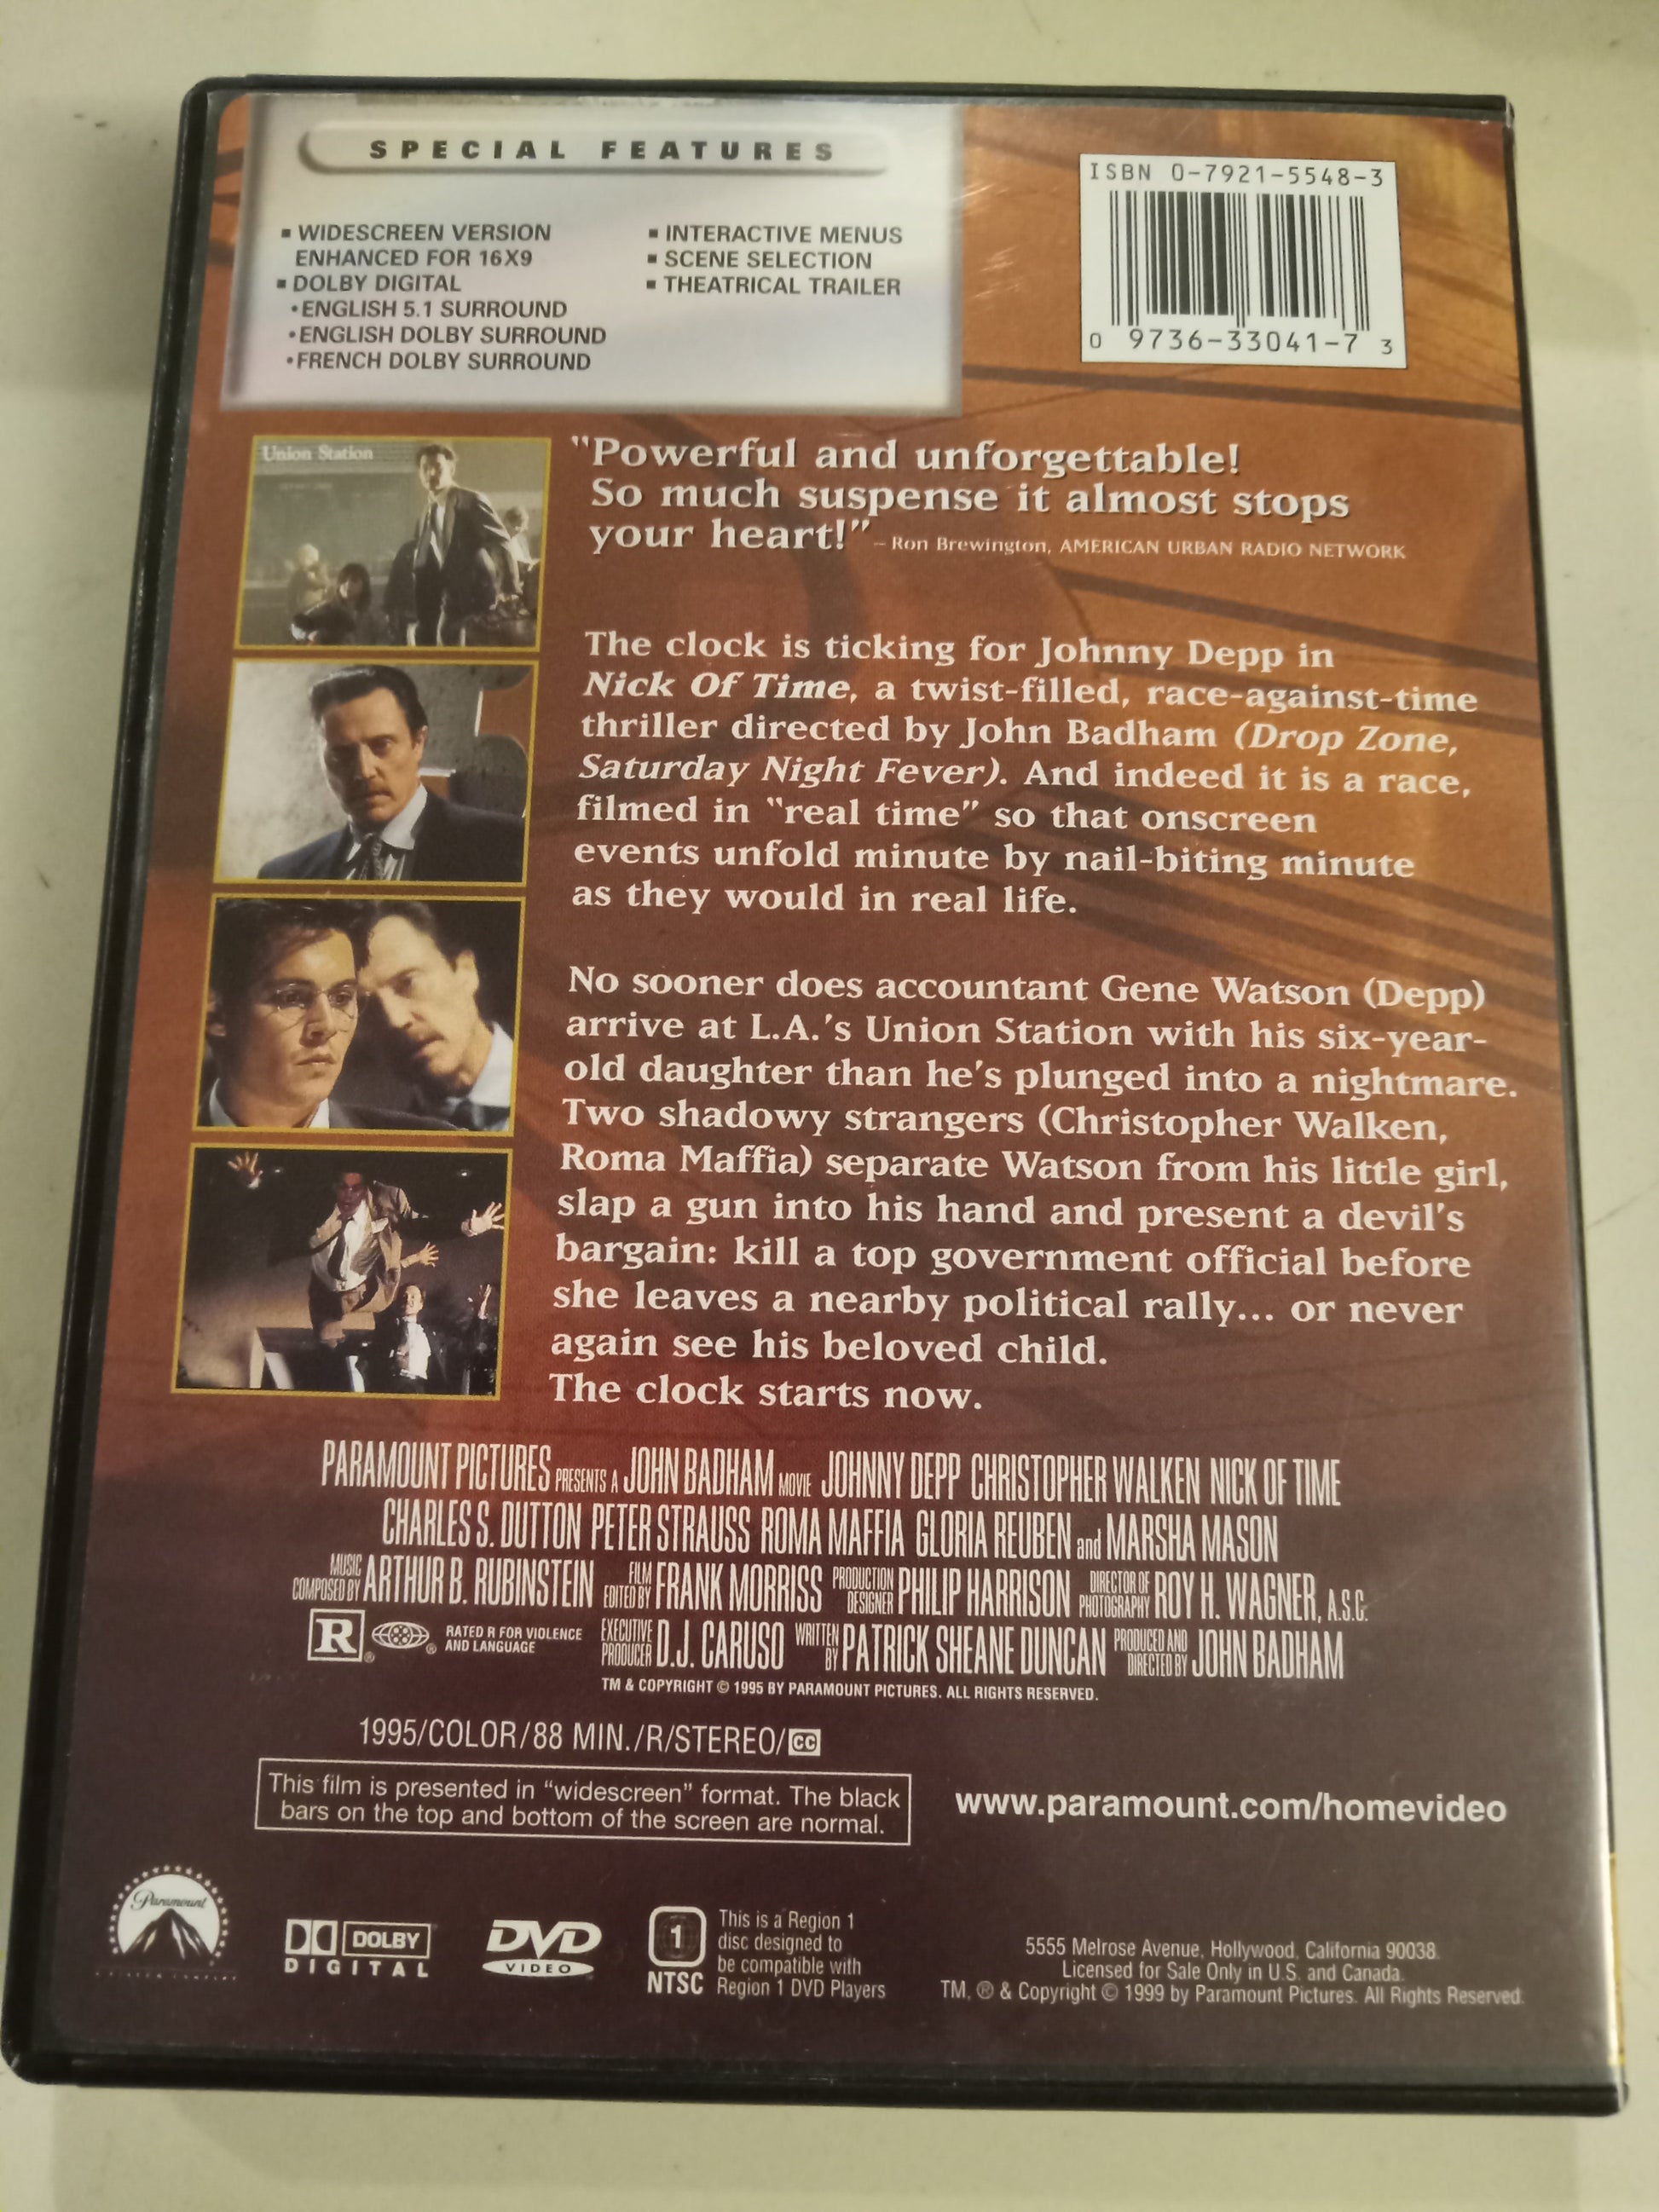 SPECIAL FEATURES
▪ WIDESCREEN VERSION
ENHANCED FOR 16X9
▪ DOLBY DIGITAL
•ENGLISH 5.1 SURROUND
•ENGLISH DOLBY SURROUND
•FRENCH DOLBY SURROUND
▪ INTERACTIVE MENUS
▪ SCENE SELECTION
▪ THEATRICAL TRAILER
ISBN 0-7921-5548-3
0 9736-33041-7 3
Union Station
"Powerful and unforgettable!
So much suspense it almost stops
your heart!" – Ron Brewington, AMERICAN URBAN RADIO NETWORK
The clock is ticking for Johnny Depp in
Nick Of Time, a twist-filled, race-against-time
thriller directed by John Badham (Drop Zone,
Saturday Night Fever). And indeed it is a race,
filmed in "real time" so that onscreen
events unfold minute by nail-biting minute
as they would in real life.
No sooner does accountant Gene Watson (Depp)
arrive at L.A.'s Union Station with his six-year-
old daughter than he's plunged into a nightmare.
Two shadowy strangers (Christopher Walken,
Roma Maffia) separate Watson from his little girl,
slap a gun into his hand and present a devil's
bargain: kill a top government official before
she leaves a nearby political rally... or never
again see his beloved child.
The clock starts now.
PARAMOUNT PICTURES PRESENTS A JOHN BADHAM MOVIE JOHNNY DEPP CHRISTOPHER WALKEN NICK OF TIME
CHARLES S. DUTTON PETER STRAUSS ROMA MAFFIA GLORIA REUBEN and MARSHA MASON
MUSIC COMPOSED BY ARTHUR B. RUBINSTEIN FILM EDITED BY FRANK MORRISS PRODUCTION DESIGNER PHILIP HARRISON DIRECTOR OF PHOTOGRAPHY ROY H. WAGNER, A.S.C.
R ® ® RATED R FOR VIOLENCE AND LANGUAGE EXECUTIVE PRODUCER D.J. CARUSO WRITTEN BY PATRICK SHEANE DUNCAN PRODUCED AND DIRECTED BY JOHN BADHAM
TM & COPYRIGHT © 1995 BY PARAMOUNT PICTURES. ALL RIGHTS RESERVED.
1995/COLOR/88 MIN./R/STEREO/CC
This film is presented in "widescreen" format. The black
bars on the top and bottom of the screen are normal.
www.paramount.com/homevideo
Paramount
DOLBY
DIGITAL
DVD
VIDEO
1
NTSC
This is a Region 1
disc designed to
be compatible with
Region 1 DVD Players
5555 Melrose Avenue, Hollywood, California 90038.
Licensed for Sale Only in U.S. and Canada.
TM, ® & Copyright © 1999 by Paramount Pictures. All Rights Reserved.